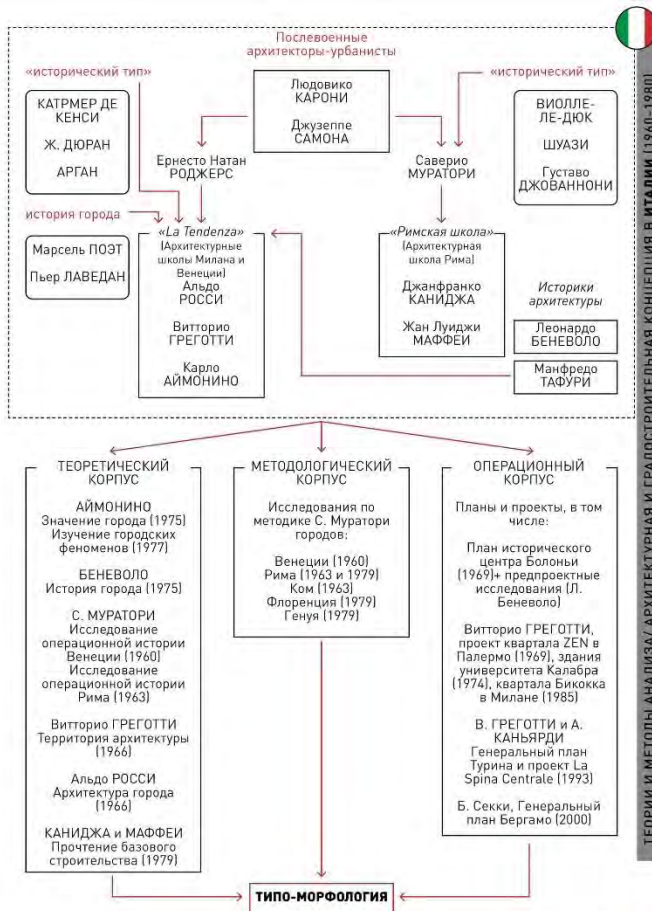 Послевоенные
архитекторы-урбанисты
«исторический тип»
КАТРМЕР ДЕ
КЕНСИ
Ж. ДЮРАН
АРГАН
Людовико
КАРОНИ
Джузеппе
САМОНА
«исторический тип»
ВИОЛЛЕ-
ЛЕ-ДЮК
ШУАЗИ
Густаво
ДЖОВАННОНИ
Ернесто Натан
РОДЖЕРС
Саверио
МУРАТОРИ
история города
Марсель ПОЭТ
Пьер ЛАВЕДАН
«La Tendenza»
(Архитектурные
школы Милана и
Венеции)
Альдо
РОССИ
Витторио
ГРЕГОТТИ
Карло
АЙМОНИНО
«Римская школа»
(Архитектурная
школа Рима)
Джанфранко
КАНИДЖА
Жан Луиджи
МАФФЕИ
Историки
архитектуры
Леонардо
БЕНЕВОЛО
Манфредо
ТАФУРИ
ТЕОРЕТИЧЕСКИЙ
КОРПУС
АЙМОНИНО
Значение города (1975)
Изучение городских
феноменов (1977)
БЕНЕВОЛО
История города (1975)
С. МУРАТОРИ
Исследование
операционной истории
Венеции (1960)
Исследование
операционной истории
Рима (1963)
Витторио ГРЕГОТТИ
Территория архитектуры
(1966)
Альдо РОССИ
Архитектура города
(1966)
КАНИДЖА и МАФФЕИ
Прочтение базового
строительства (1979)
МЕТОДОЛОГИЧЕСКИЙ
КОРПУС
Исследования по
методике С. Муратори
городов:
Венеции (1960)
Рима (1963 и 1979)
Ком (1963)
Флоренция (1979)
Генуя (1979)
ОПЕРАЦИОННЫЙ
КОРПУС
Планы и проекты, в том
числе:
План исторического
центра Болоньи
(1969)+ предпроектные
исследования (Л.
Беневоло)
Витторио ГРЕГОТТИ,
проект квартала ZEN в
Палермо (1969), здания
университета Калабра
(1974), квартала Бикокка
в Милане (1985)
В. ГРЕГОТТИ и А.
КАНЬЯРДИ
Генеральный план
Турина и проект La
Spina Centrale (1993)
Б. Секки, Генеральный
план Бергамо (2000)
ТИПО-МОРФОЛОГИЯ
ТЕОРИИ И МЕТОДЫ АНАЛИЗА/ АРХИТЕКТУРНАЯ И ГРАДОСТРОИТЕЛЬНАЯ КОНЦЕПЦИЯ В ИТАЛИИ (1960-1980)